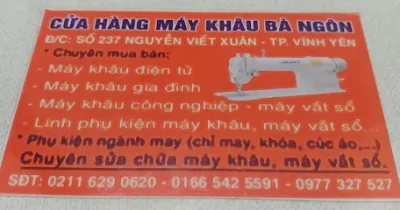 CỬA HÀNG MÁY KHÂU BÀ NGÔN
Đ/C: SỐ 237 NGUYỄN VIẾT XUÂN - TP. VĨNH YÊN
* Chuyên mua bán:
- Máy khâu điện tử
- Máy khâu gia đình
- Máy khâu công nghiệp - máy vắt sổ
- Linh phụ kiện máy khâu, máy vắt sổ...
* Phụ kiện ngành may (chỉ may, khóa, cúc áo,...)
Chuyên sửa chữa máy khâu, máy vắt sổ.
SĐT: 0211 629 0620 - 0166 542 5591 - 0977 327 527